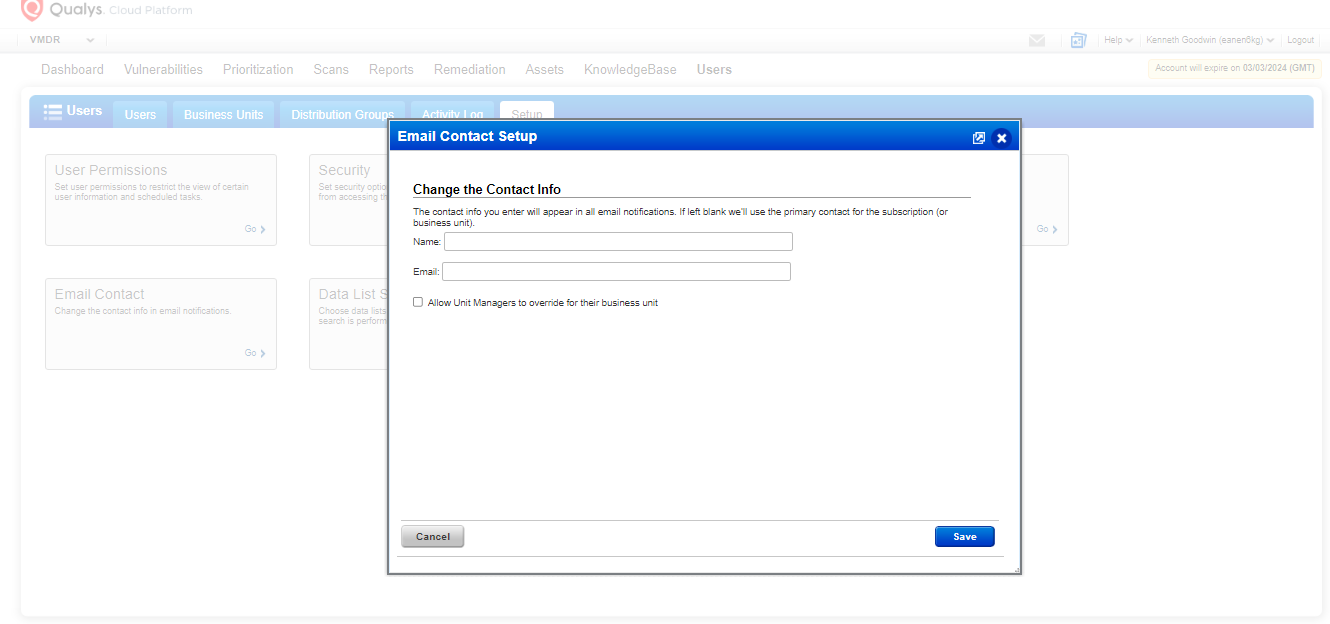 Qualys. Cloud Platform
VMDR
Help
Kenneth Goodwin (eanen5kg)
Logout
Dashboard
Vulnerabilities
Prioritization
Scans
Reports
Remediation
Assets
KnowledgeBase
Users
Account will expire on 03/03/2024 (GMT)
Users
Users
Business Units
Distribution Groups
Activity Log
Setup
User Permissions
Set user permissions to restrict the view of certain
user information and scheduled tasks.
Go
Security
Set security optio
from accessing th
Go
Email Contact
Change the contact info in email notifications.
Go
Data List S
Choose data lists
search is perform
Email Contact Setup
Change the Contact Info
The contact info you enter will appear in all email notifications. If left blank we'll use the primary contact for the subscription (or
business unit).
Name:
Email:
Allow Unit Managers to override for their business unit
Cancel
Save